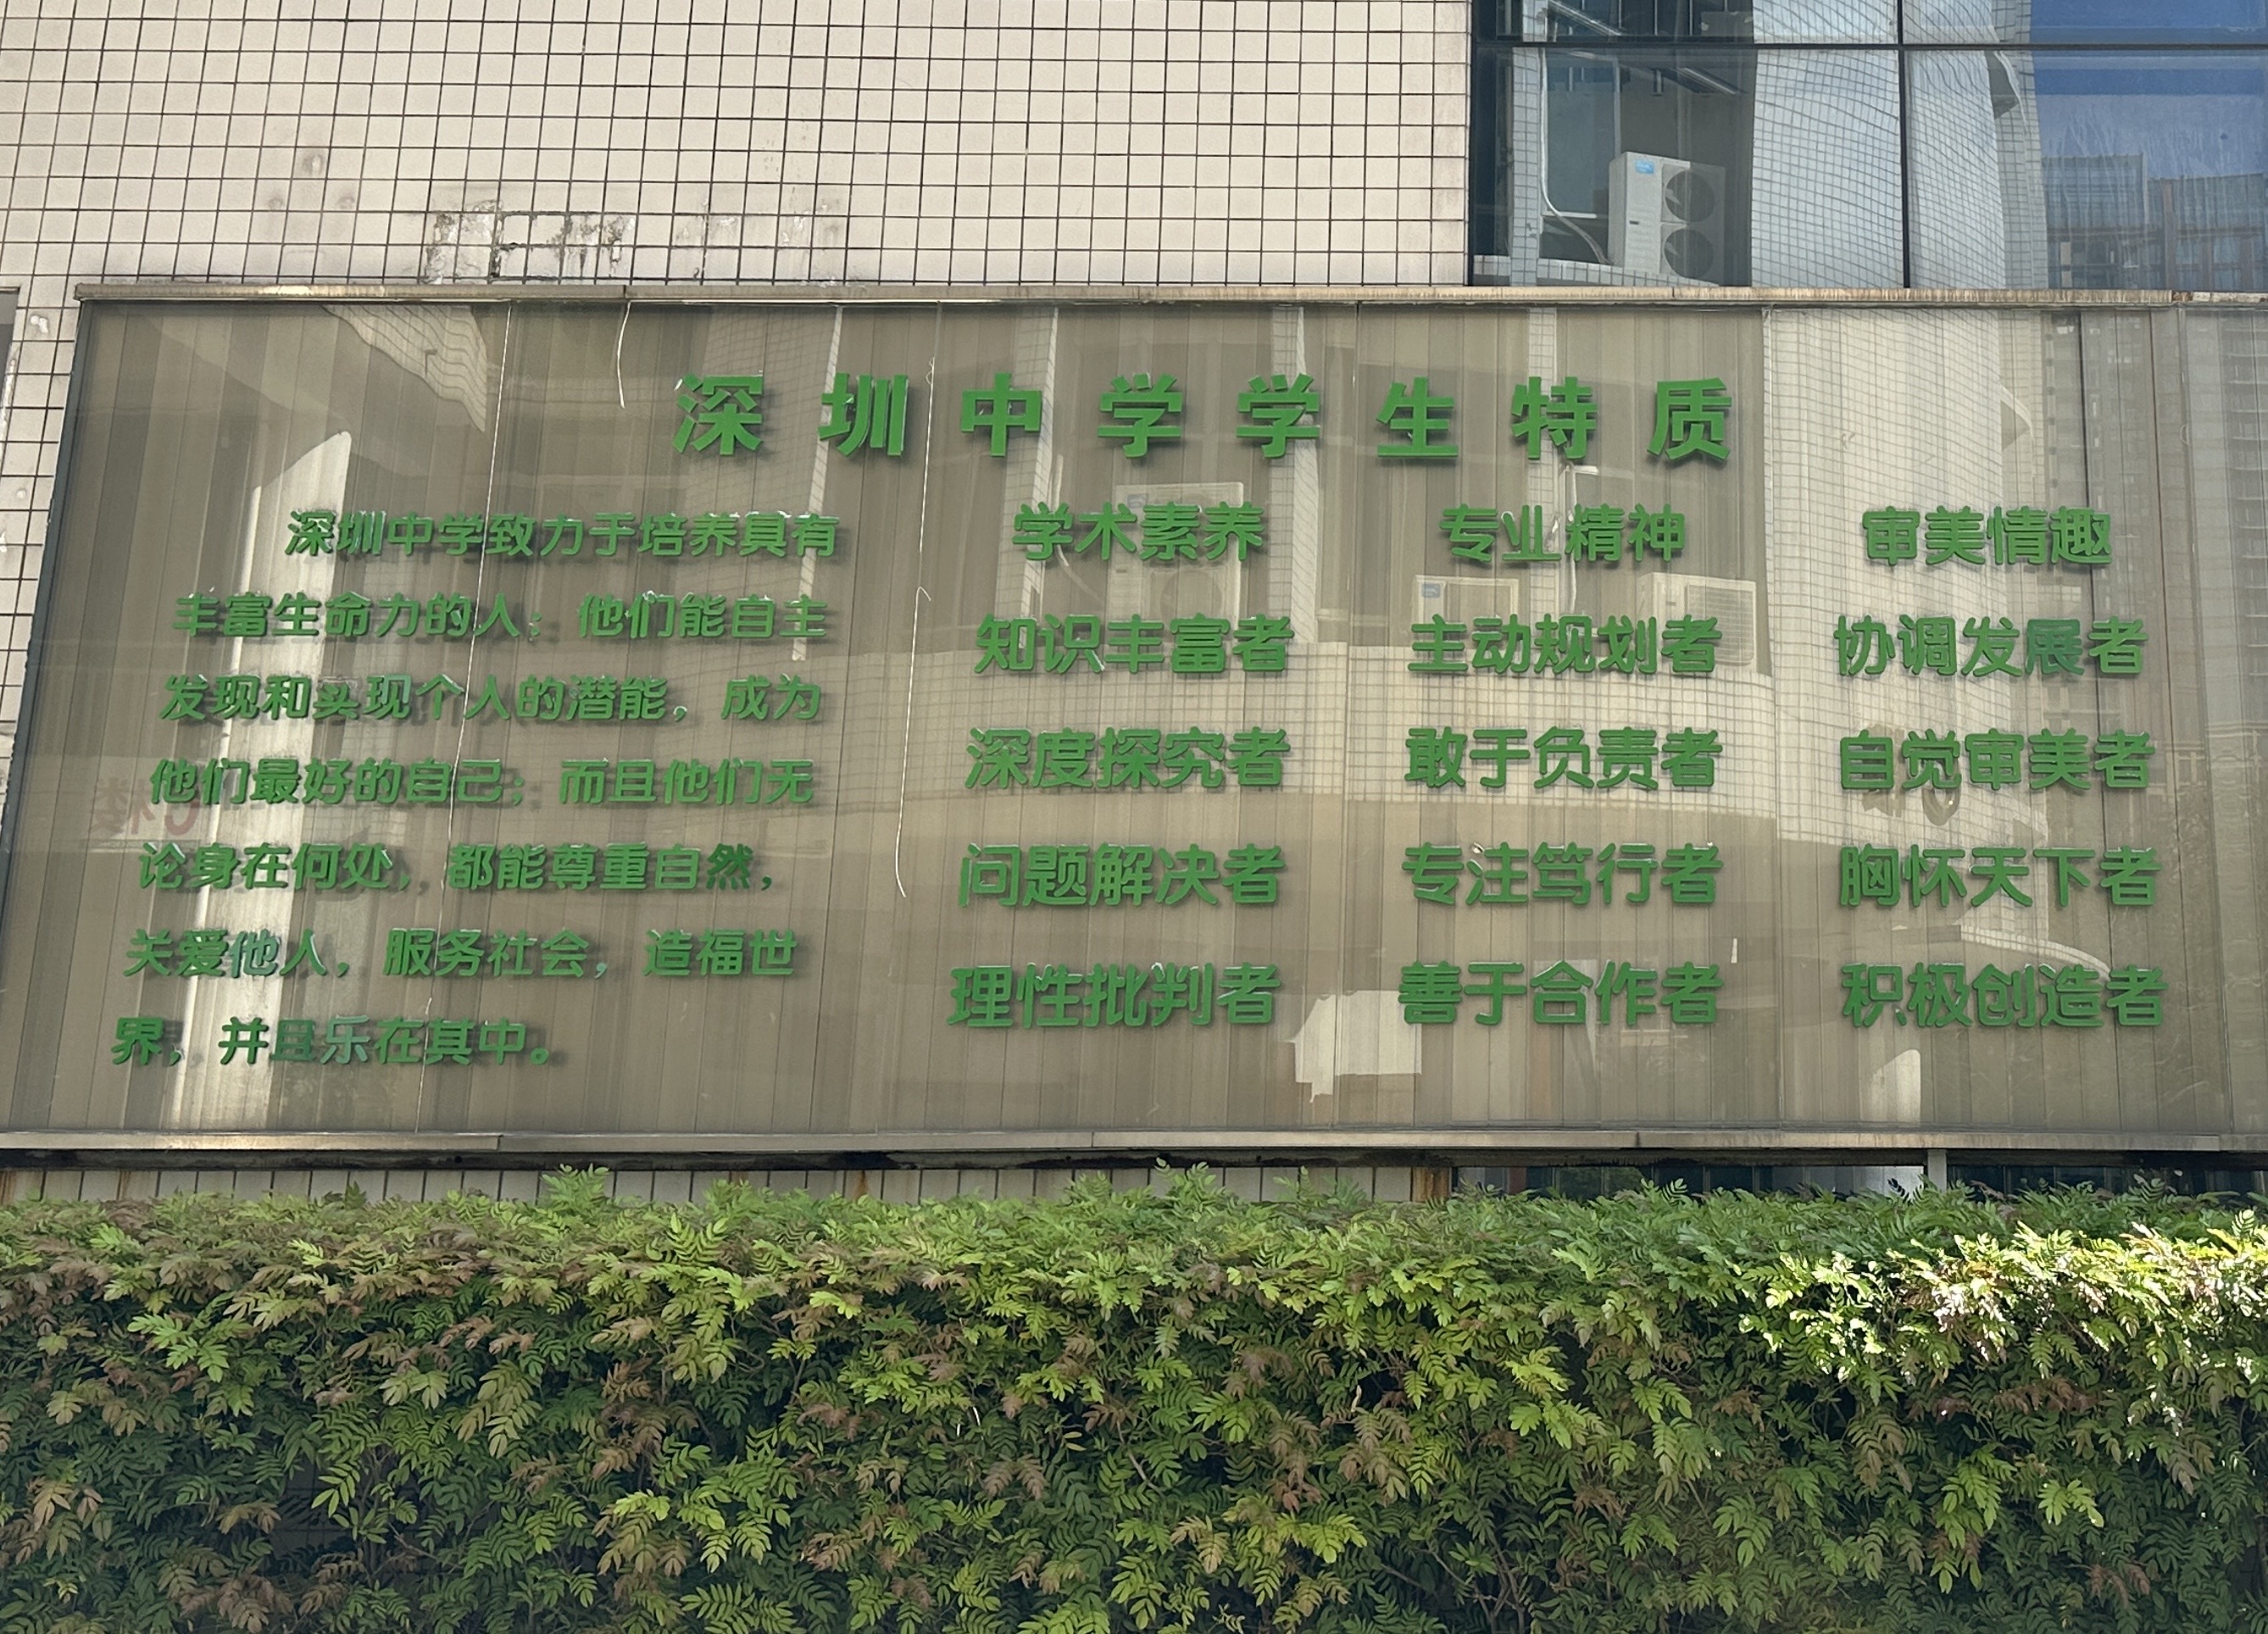 深圳中学学生特质
深圳中学致力于培养具有
丰富生命力的人：他们能自主
发现和实现个人的潜能，成为
他们最好的自己；而且他们无
论身在何处，都能尊重自然，
关爱他人，服务社会，造福世
界，并且乐在其中。
学术素养
知识丰富者
深度探究者
问题解决者
理性批判者
专业精神
主动规划者
敢于负责者
专注笃行者
善于合作者
审美情趣
协调发展者
自觉审美者
胸怀天下者
积极创造者